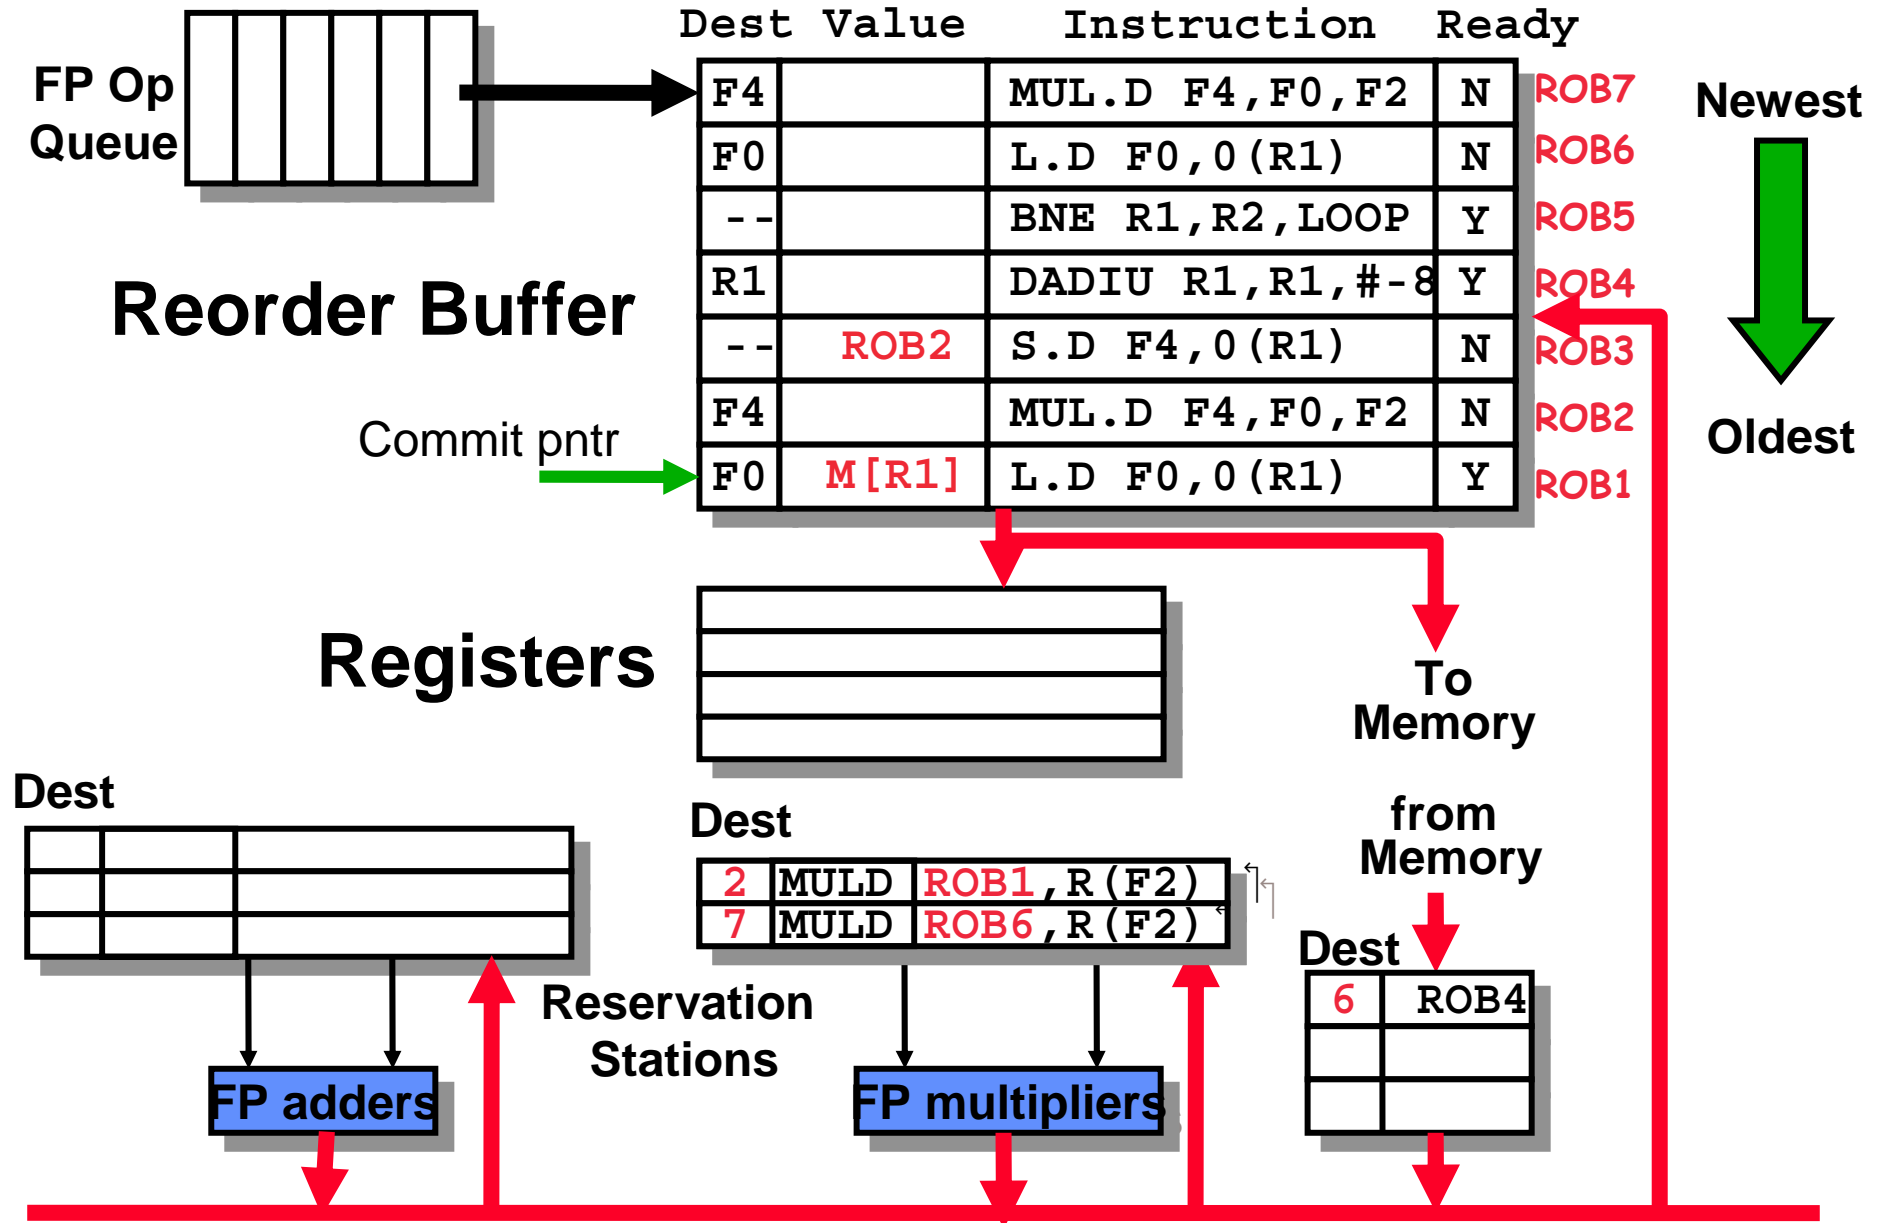 Dest Value Instruction Ready
FP Op
Queue
F4 MUL.D F4,F0,F2 N ROB7
F0 L.D F0,0(R1) N ROB6
-- BNE R1,R2,LOOP Y ROB5
R1 DADIU R1,R1,#-8 Y ROB4
-- ROB2 S.D F4,0(R1) N ROB3
F4 MUL.D F4,F0,F2 N ROB2
F0 M[R1] L.D F0,0(R1) Y ROB1
Newest
Oldest
Reorder Buffer
Commit pntr
Registers
To
Memory
Dest
Dest
from
Memory
2 MULD ROB1,R(F2)
7 MULD ROB6,R(F2)
Dest
6 ROB4
Reservation
Stations
FP adders
FP multipliers